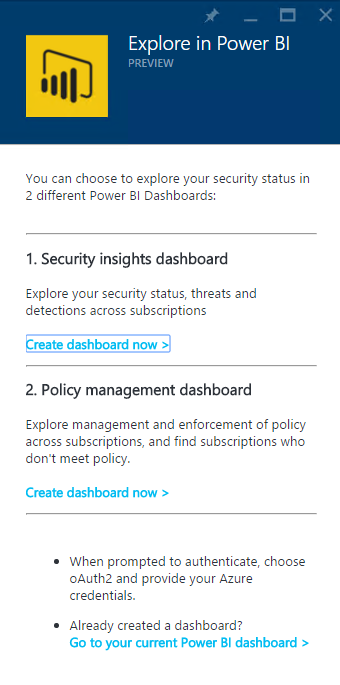 Explore in Power BI
PREVIEW
You can choose to explore your security status in
2 different Power BI Dashboards:
1. Security insights dashboard
Explore your security status, threats and
detections across subscriptions
Create dashboard now >
2. Policy management dashboard
Explore management and enforcement of policy
across subscriptions, and find subscriptions who
don't meet policy.
Create dashboard now >
• When prompted to authenticate, choose
oAuth2 and provide your Azure
credentials.
• Already created a dashboard?
Go to your current Power BI dashboard >